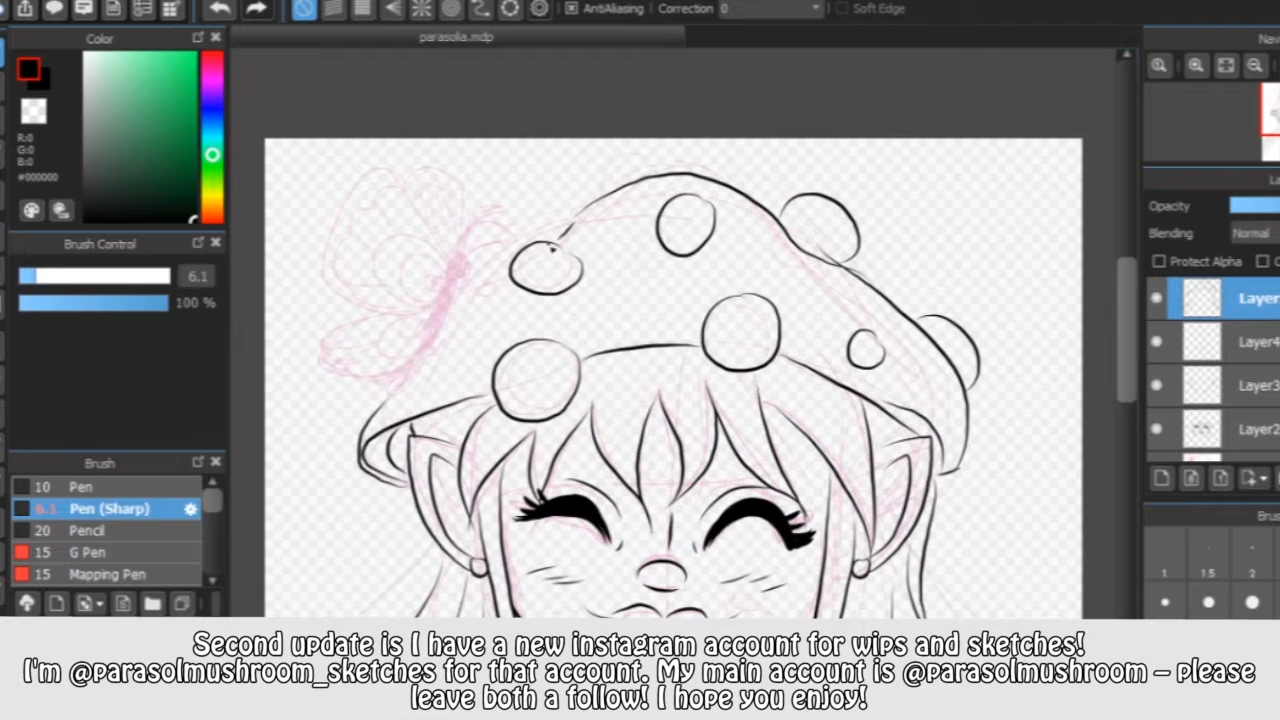 AntiAliasing Correction 0 Soft Edge
Color
parasolia.mdp
R:0
G:0
B:0
#000000
Opacity
Blending Normal
Protect Alpha
Brush Control
6.1
100 %
Layer
Layer4
Layer3
Layer2
Brush
10 Pen
6.1 Pen (Sharp)
20 Pencil
15 G Pen
15 Mapping Pen
1 1.5 2
Second update is I have a new instagram account for wips and sketches!
I'm @parasolmushroom_sketches for that account. My main account is @parasolmushroom – please
leave both a follow! I hope you enjoy!